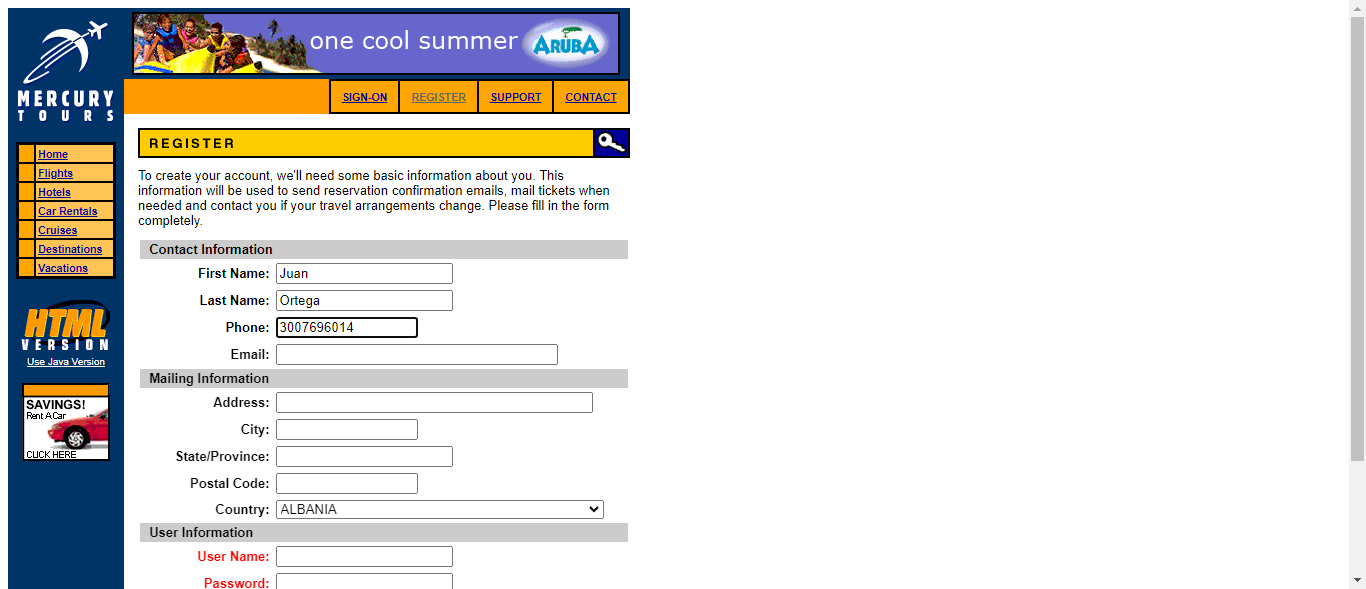 one cool summer ARUBA
MERCURY
TOURS
SIGN-ON REGISTER SUPPORT CONTACT
Home
Flights
Hotels
Car Rentals
Cruises
Destinations
Vacations
HTML
VERSION
Use Java Version
SAVINGS!
Rent A Car
CLICK HERE
REGISTER
To create your account, we'll need some basic information about you. This
information will be used to send reservation confirmation emails, mail tickets when
needed and contact you if your travel arrangements change. Please fill in the form
completely.
Contact Information
First Name: Juan
Last Name: Ortega
Phone: 3007696014
Email:
Mailing Information
Address:
City:
State/Province:
Postal Code:
Country: ALBANIA
User Information
User Name:
Password: